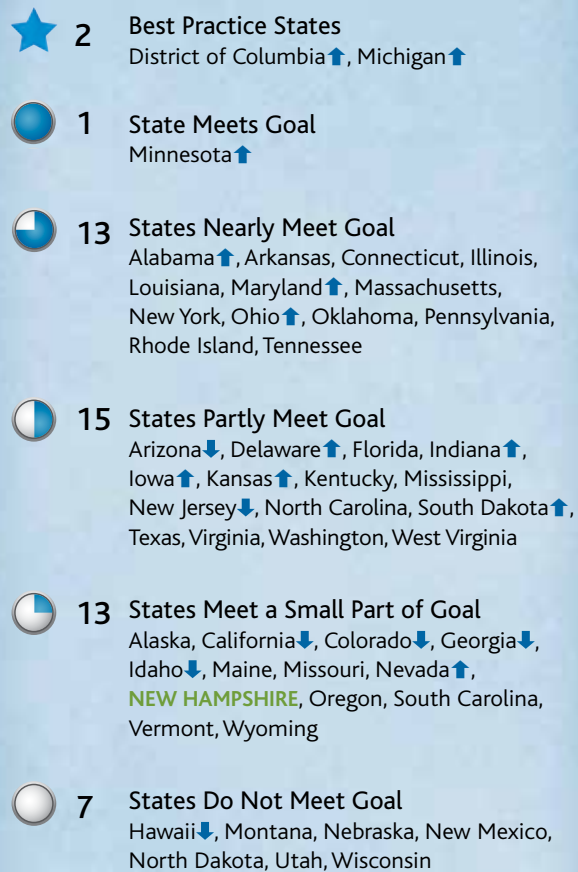 2 Best Practice States
District of Columbia⬆, Michigan⬆
1 State Meets Goal
Minnesota⬆
13 States Nearly Meet Goal
Alabama⬆, Arkansas, Connecticut, Illinois,
Louisiana, Maryland⬆, Massachusetts,
New York, Ohio⬆, Oklahoma, Pennsylvania,
Rhode Island, Tennessee
15 States Partly Meet Goal
Arizona⬇, Delaware⬆, Florida, Indiana⬆,
Iowa⬆, Kansas⬆, Kentucky, Mississippi,
New Jersey⬇, North Carolina, South Dakota⬆,
Texas, Virginia, Washington, West Virginia
13 States Meet a Small Part of Goal
Alaska, California⬇, Colorado⬇, Georgia⬇,
Idaho⬇, Maine, Missouri, Nevada⬆,
NEW HAMPSHIRE, Oregon, South Carolina,
Vermont, Wyoming
7 States Do Not Meet Goal
Hawaii⬇, Montana, Nebraska, New Mexico,
North Dakota, Utah, Wisconsin